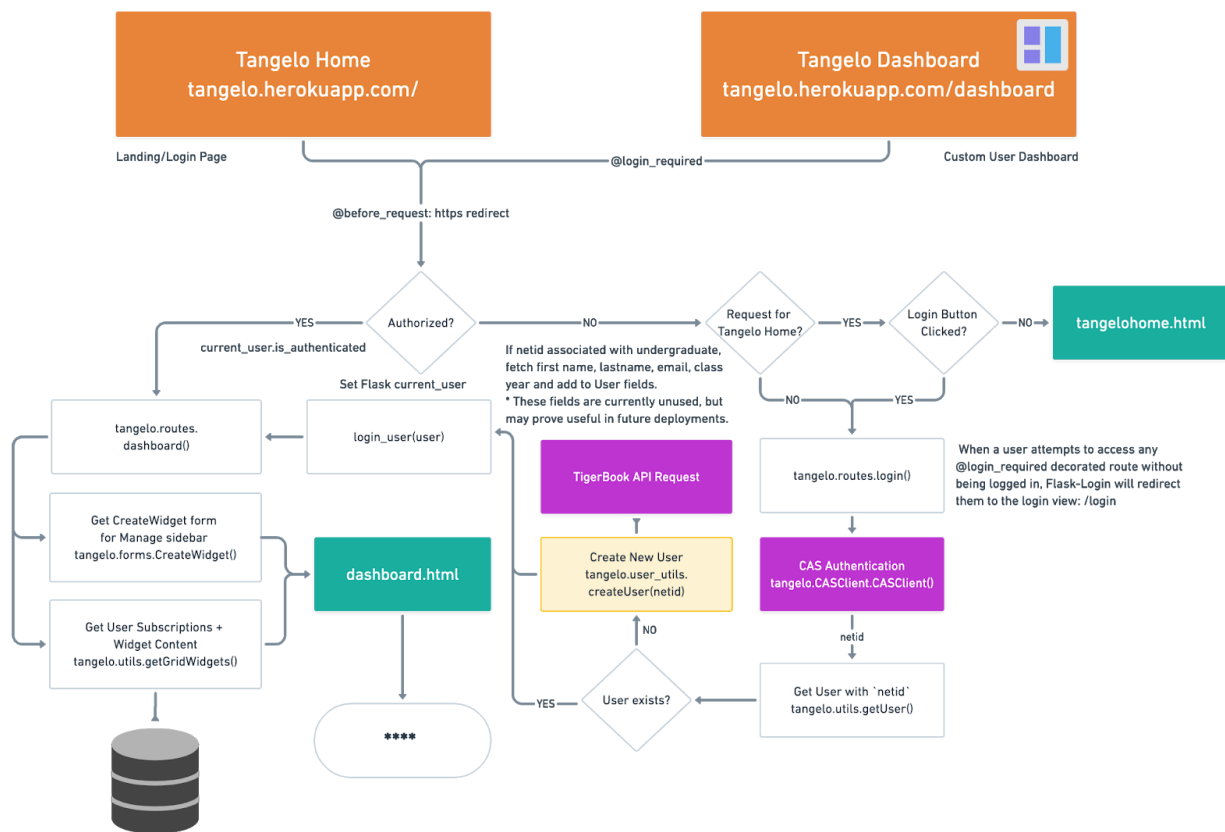 Tangelo Home
tangelo.herokuapp.com/
Tangelo Dashboard
tangelo.herokuapp.com/dashboard
Landing/Login Page
@login_required
Custom User Dashboard
@before_request: https redirect
Authorized?
YES
current_user.is_authenticated
NO
Request for
Tangelo Home?
YES
Login Button
Clicked?
NO
tangelohome.html
If netid associated with undergraduate,
fetch first name, lastname, email, class
year and add to User fields.
* These fields are currently unused, but
may prove useful in future deployments.
Set Flask current_user
NO
YES
tangelo.routes.
dashboard()
login_user(user)
TigerBook API Request
tangelo.routes.login()
When a user attempts to access any
@login_required decorated route without
being logged in, Flask-Login will redirect
them to the login view: /login
Get CreateWidget form
for Manage sidebar
tangelo.forms.CreateWidget()
dashboard.html
Create New User
tangelo.user_utils.
createUser(netid)
CAS Authentication
tangelo.CASClient.CASClient()
Get User Subscriptions +
Widget Content
tangelo.utils.getGridWidgets()
NO
netid
User exists?
YES
Get User with `netid`
tangelo.utils.getUser()
****